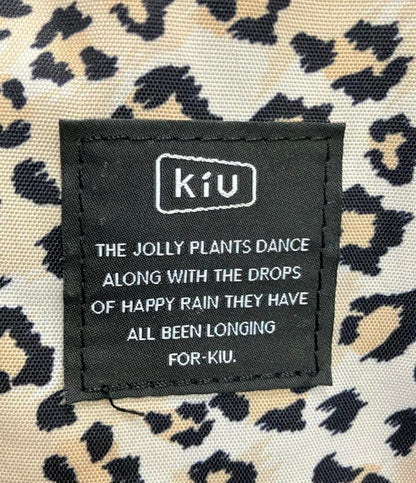 kiU
THE JOLLY PLANTS DANCE
ALONG WITH THE DROPS
OF HAPPY RAIN THEY HAVE
ALL BEEN LONGING
FOR-KiU.